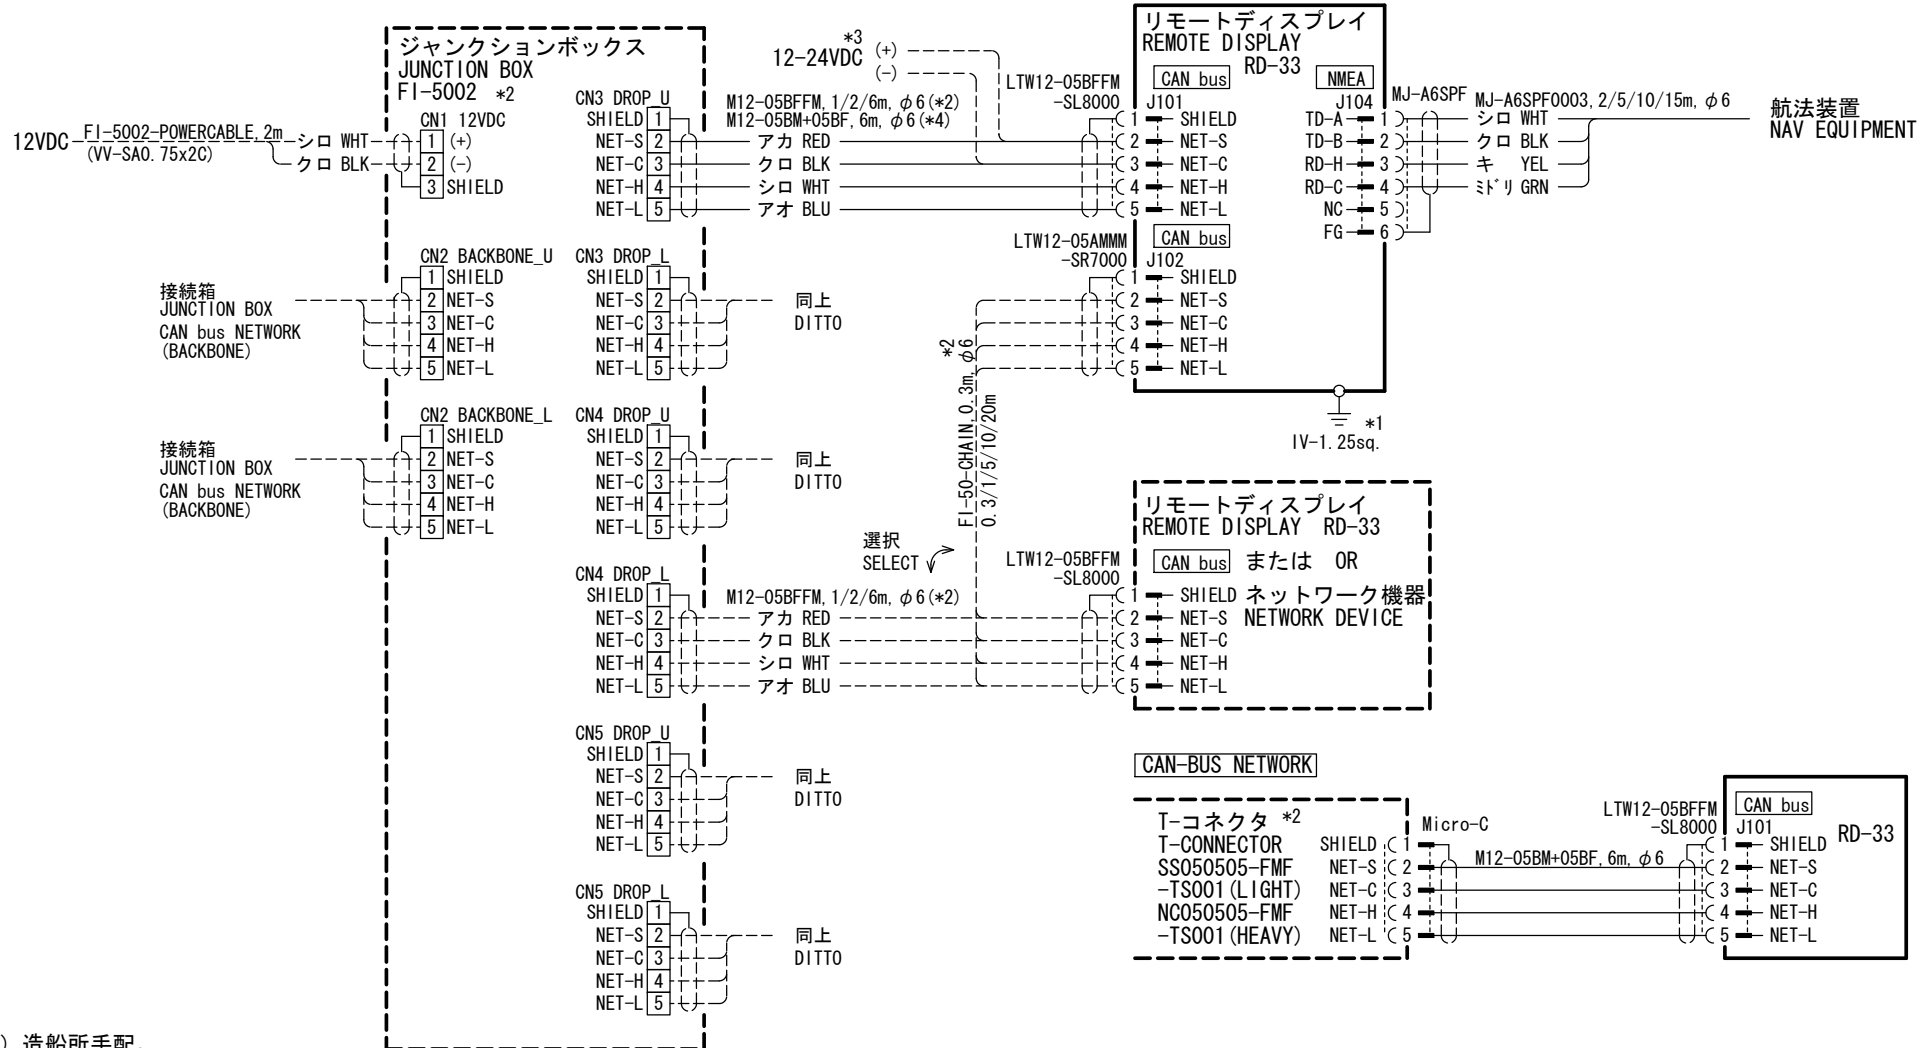 ジャンクションボックス
JUNCTION BOX
FI-5002 *2
12VDC
FI-5002-POWERCABLE, 2m
(VV-SA0.75x2C)
シロ WHT
クロ BLK
CN1 12VDC
1 (+)
2 (-)
3 SHIELD
CN3 DROP_U
SHIELD 1
NET-S 2
NET-C 3
NET-H 4
NET-L 5
M12-05BFFM, 1/2/6m, φ6(*2)
M12-05BM+05BF, 6m, φ6(*4)
アカ RED
クロ BLK
シロ WHT
アオ BLU
*3
12-24VDC (+)
(-)
LTW12-05BFFM
-SL8000
リモートディスプレイ
REMOTE DISPLAY
RD-33
CAN bus
J101
1 SHIELD
2 NET-S
3 NET-C
4 NET-H
5 NET-L
NMEA
J104
TD-A 1
TD-B 2
RD-H 3
RD-C 4
NC 5
FG 6
MJ-A6SPF
MJ-A6SPF0003, 2/5/10/15m, φ6
シロ WHT
クロ BLK
キ YEL
ミドリ GRN
航法装置
NAV EQUIPMENT
接続箱
JUNCTION BOX
CAN bus NETWORK
(BACKBONE)
CN2 BACKBONE_U
1 SHIELD
2 NET-S
3 NET-C
4 NET-H
5 NET-L
CN3 DROP_L
SHIELD 1
NET-S 2
NET-C 3
NET-H 4
NET-L 5
同上
DITTO
LTW12-05AMMM
-SR7000
CAN bus
J102
1 SHIELD
2 NET-S
3 NET-C
4 NET-H
5 NET-L
*1
IV-1.25sq.
*2
FI-50-CHAIN, 0.3m, φ6
0.3/1/5/10/20m
接続箱
JUNCTION BOX
CAN bus NETWORK
(BACKBONE)
CN2 BACKBONE_L
1 SHIELD
2 NET-S
3 NET-C
4 NET-H
5 NET-L
CN4 DROP_U
SHIELD 1
NET-S 2
NET-C 3
NET-H 4
NET-L 5
同上
DITTO
選択
SELECT
CN4 DROP_L
SHIELD 1
NET-S 2
NET-C 3
NET-H 4
NET-L 5
M12-05BFFM, 1/2/6m, φ6(*2)
アカ RED
クロ BLK
シロ WHT
アオ BLU
LTW12-05BFFM
-SL8000
リモートディスプレイ
REMOTE DISPLAY RD-33
CAN bus または OR
1 SHIELD ネットワーク機器
2 NET-S NETWORK DEVICE
3 NET-C
4 NET-H
5 NET-L
CN5 DROP_U
SHIELD 1
NET-S 2
NET-C 3
NET-H 4
NET-L 5
同上
DITTO
CN5 DROP_L
SHIELD 1
NET-S 2
NET-C 3
NET-H 4
NET-L 5
同上
DITTO
CAN-BUS NETWORK
T-コネクタ *2
T-CONNECTOR
SS050505-FMF
-TS001(LIGHT)
NC050505-FMF
-TS001(HEAVY)
SHIELD 1
NET-S 2
NET-C 3
NET-H 4
NET-L 5
Micro-C
M12-05BM+05BF, 6m, φ6
LTW12-05BFFM
-SL8000
CAN bus
J101
RD-33
1 SHIELD
2 NET-S
3 NET-C
4 NET-H
5 NET-L
) 造船所手配.